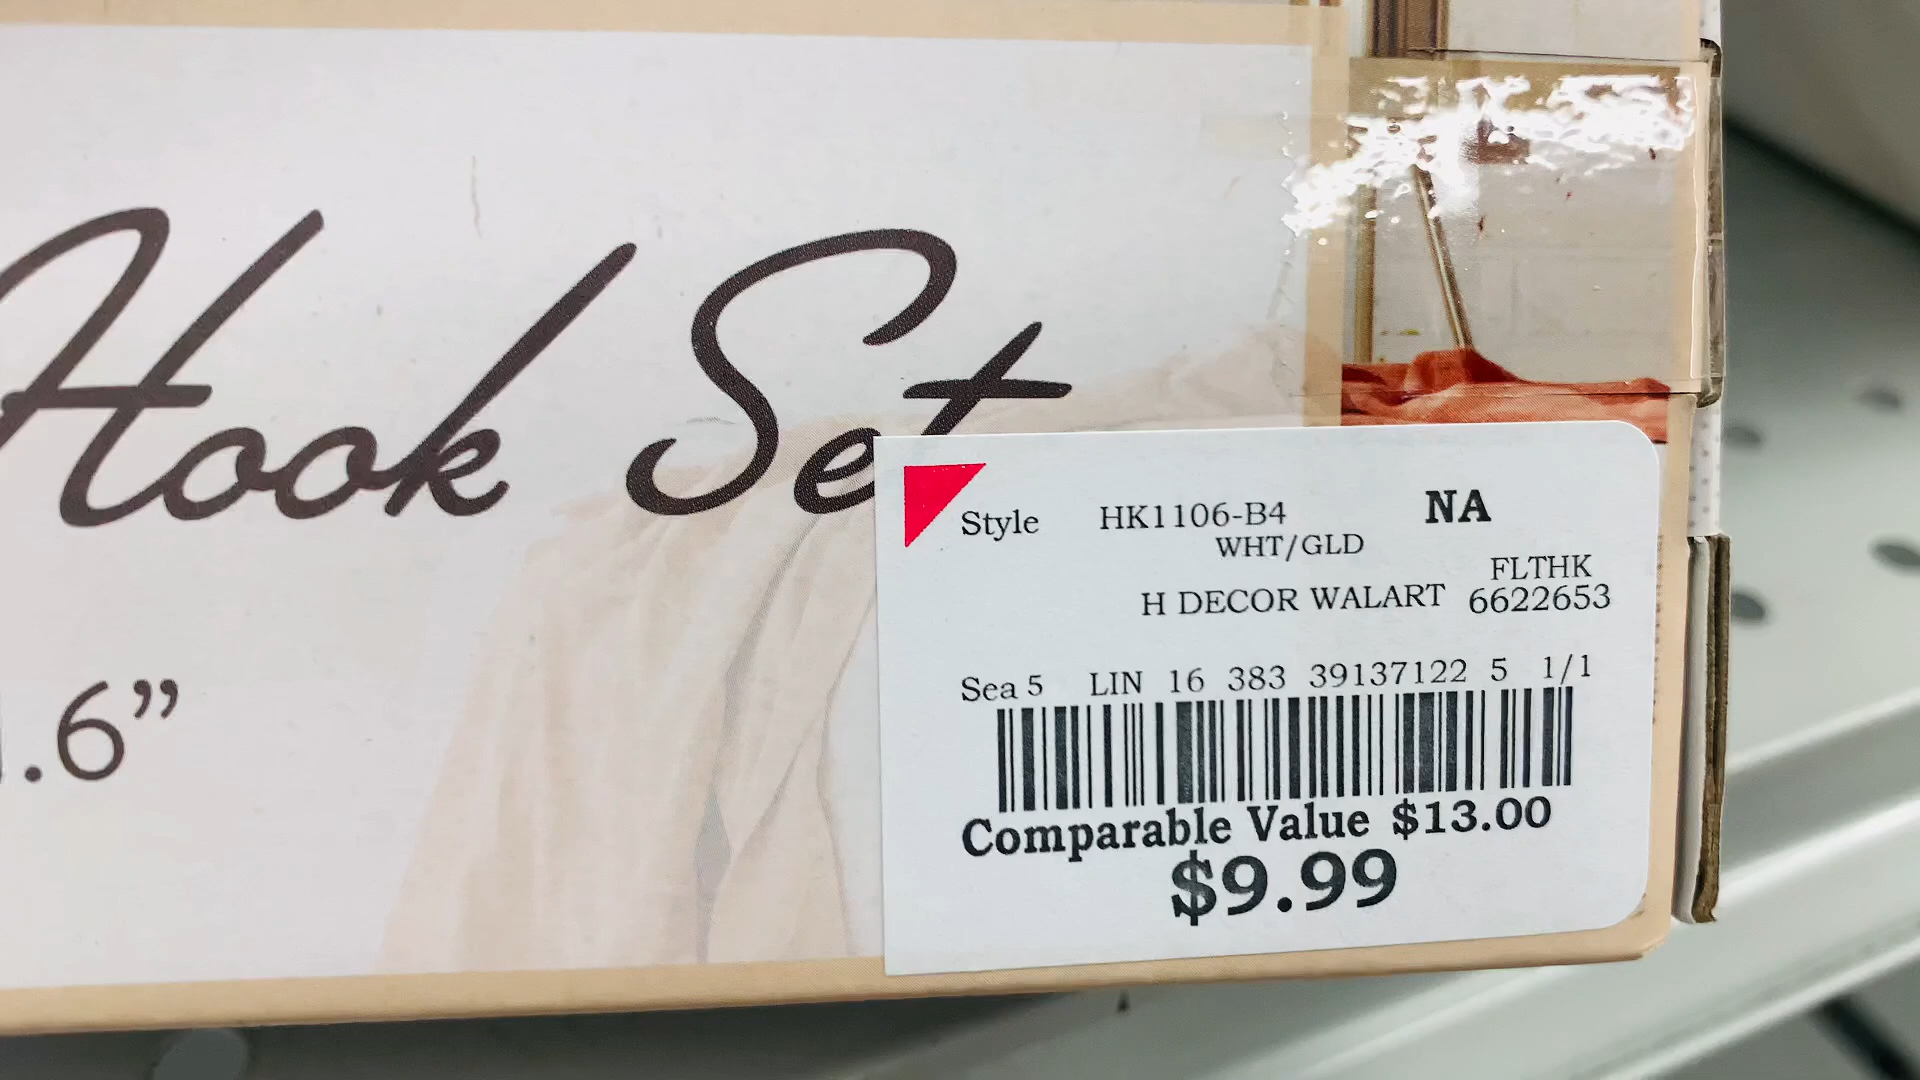 Hook Set
.6”
Style HK1106-B4 NA
WHT/GLD
FLTHK
H DECOR WALART 6622653
Sea 5 LIN 16 383 39137122 5 1/1
Comparable Value $13.00
$9.99